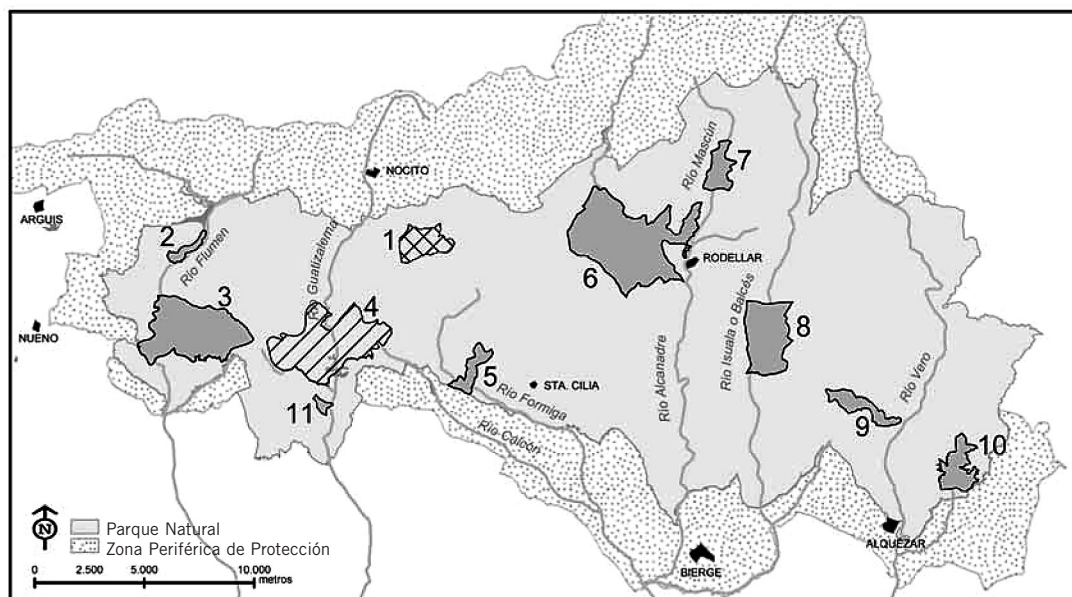 ARGUIS
NUENO
NOCITO
RODELLAR
STA. CILIA
BIERGE
ALQUÉZAR
Río Flumen
Río Guatizalema
Río Mascún
Río Alcanadre
Río Isuala o Balcés
Río Vero
Río Formiga
Río Calcón
1
2
3
4
5
6
7
8
9
10
11
N
Parque Natural
Zona Periférica de Protección
0 2.500 5.000 10.000
metros